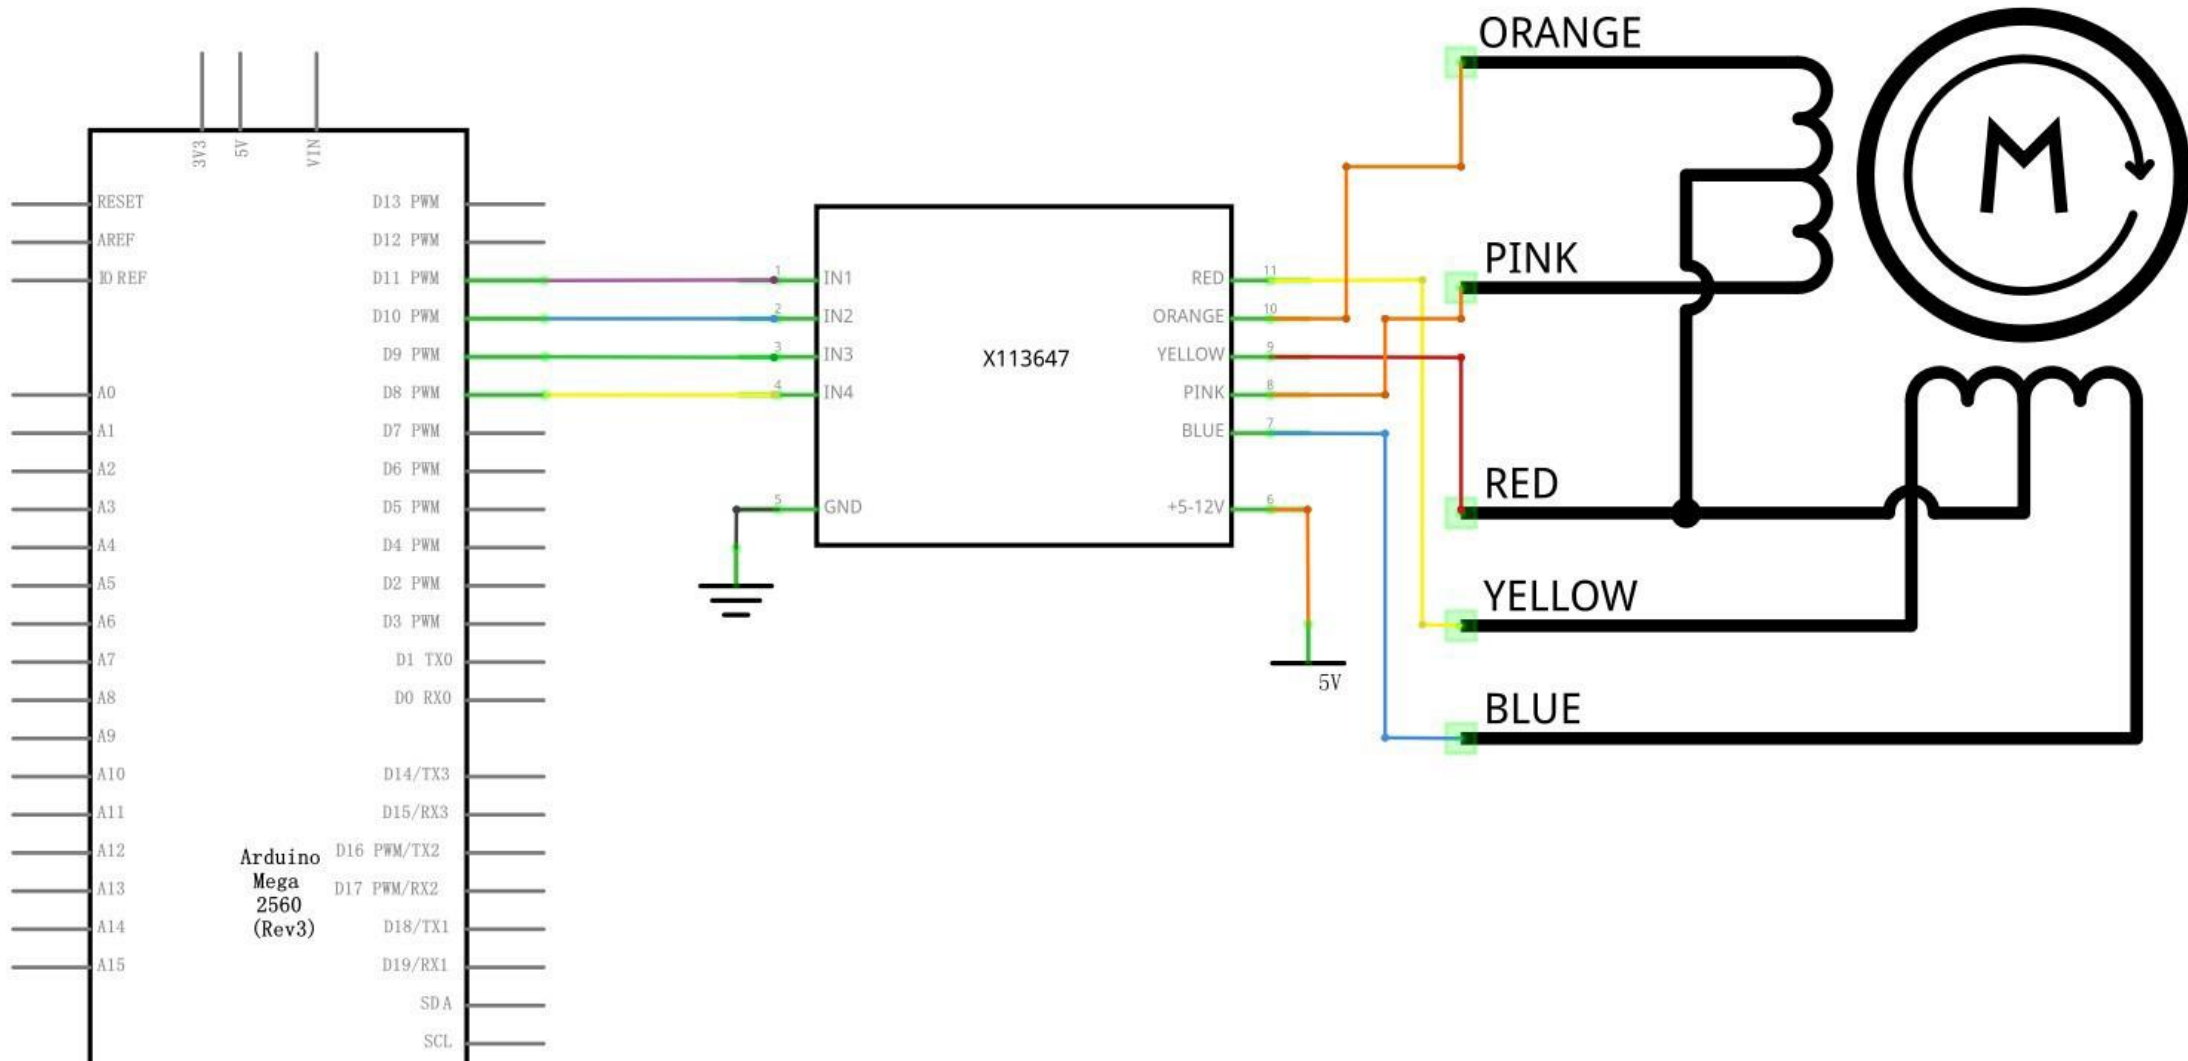 3V3
5V
VIN
RESET
AREF
IOREF
A0
A1
A2
A3
A4
A5
A6
A7
A8
A9
A10
A11
A12
A13
A14
A15
D13 PWM
D12 PWM
D11 PWM
D10 PWM
D9 PWM
D8 PWM
D7 PWM
D6 PWM
D5 PWM
D4 PWM
D2 PWM
D3 PWM
D1 TX0
D0 RX0
D14/TX3
D15/RX3
D16 PWM/TX2
D17 PWM/RX2
D18/TX1
D19/RX1
SDA
SCL
Arduino
Mega
2560
(Rev3)
1
2
3
4
5
IN1
IN2
IN3
IN4
GND
X113647
RED
ORANGE
YELLOW
PINK
BLUE
+5-12V
11
10
9
8
7
6
5V
ORANGE
PINK
RED
YELLOW
BLUE
M